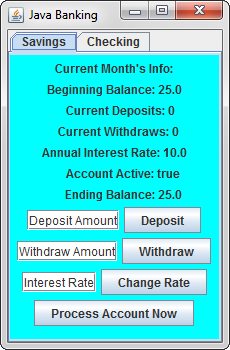 Java Banking
Savings Checking
Current Month's Info:
Beginning Balance: 25.0
Current Deposits: 0
Current Withdraws: 0
Annual Interest Rate: 10.0
Account Active: true
Ending Balance: 25.0
Deposit Amount Deposit
Withdraw Amount Withdraw
Interest Rate Change Rate
Process Account Now